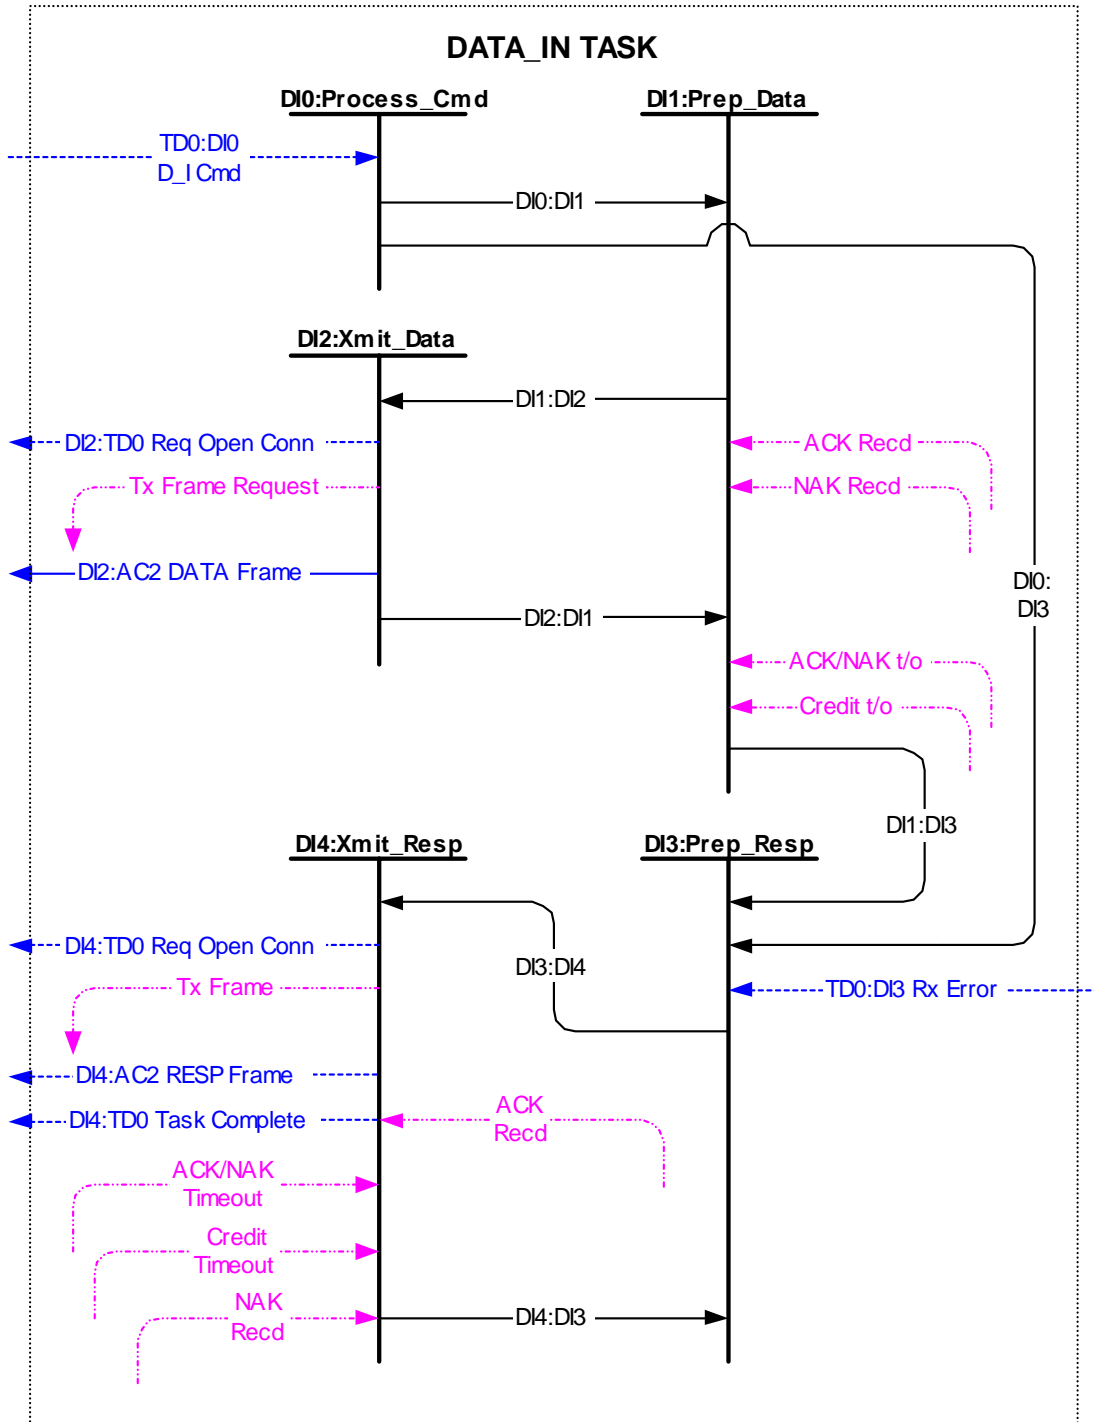 DATA_IN TASK
DI0:Process_Cmd
DI1:Prep_Data
TD0:DI0
D_I Cmd
DI0:DI1
DI2:Xmit_Data
DI1:DI2
DI2:TD0 Req Open Conn
ACK Recd
Tx Frame Request
NAK Recd
DI2:AC2 DATA Frame
DI0:
DI3
DI2:DI1
ACK/NAK t/o
Credit t/o
DI1:DI3
DI4:Xmit_Resp
DI3:Prep_Resp
DI4:TD0 Req Open Conn
DI3:DI4
Tx Frame
TD0:DI3 Rx Error
DI4:AC2 RESP Frame
DI4:TD0 Task Complete
ACK
Recd
ACK/NAK
Timeout
Credit
Timeout
NAK
Recd
DI4:DI3